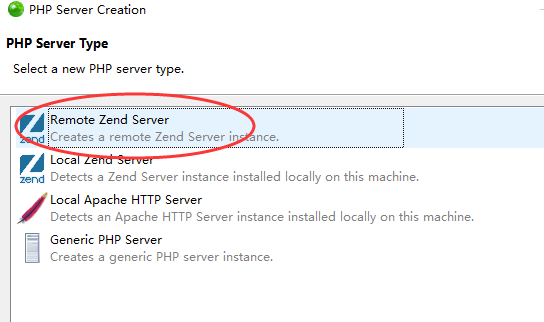 PHP Server Creation
PHP Server Type
Select a new PHP server type.
Remote Zend Server
Creates a remote Zend Server instance.
zend
Local Zend Server
Detects a Zend Server instance installed locally on this machine.
zend
Local Apache HTTP Server
Detects an Apache HTTP Server instance installed locally on this machine.
Generic PHP Server
Creates a generic PHP server instance.